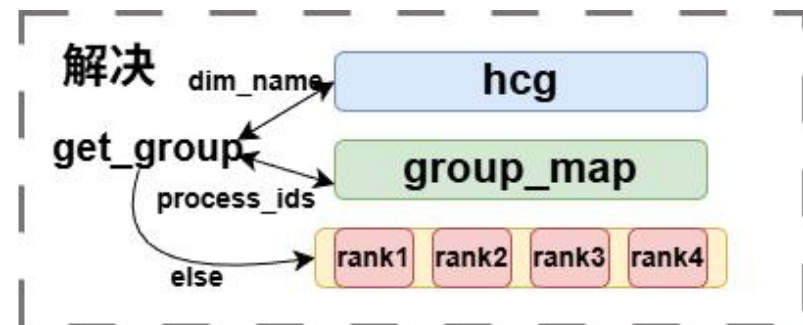 解决
dim_name
hcg
get_group
group_map
process_ids
rank1 rank2 rank3 rank4
else